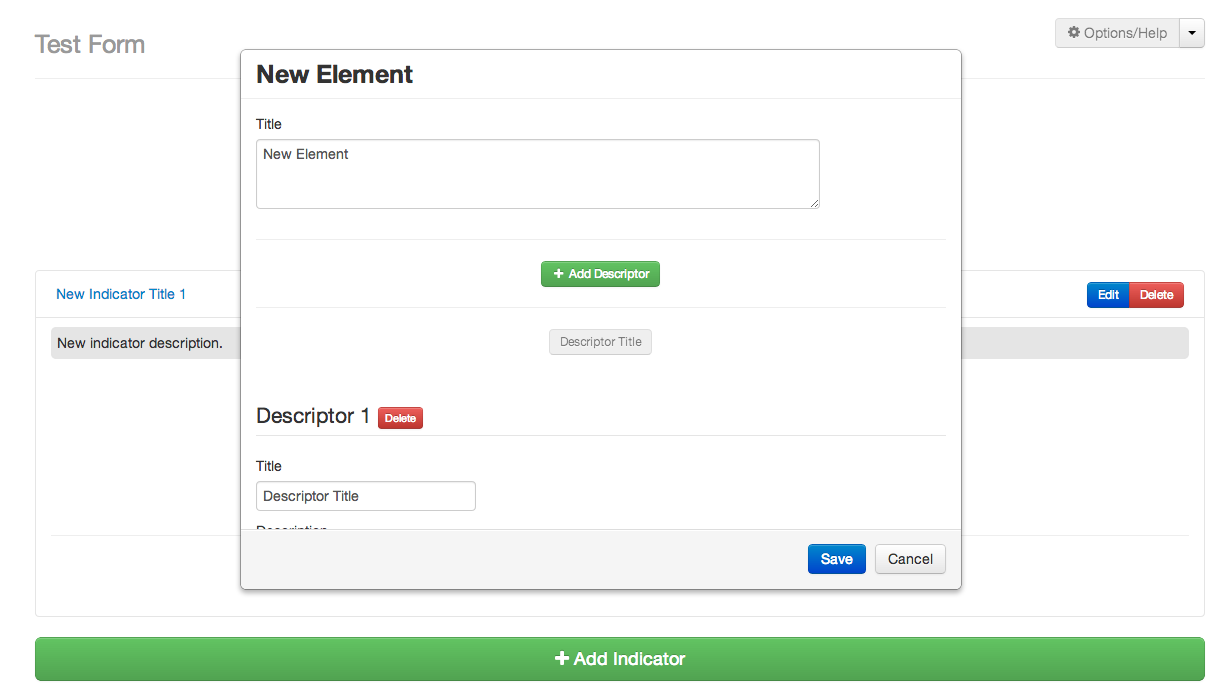 Test Form
Options/Help
New Element
Title
New Element
Add Descriptor
New Indicator Title 1
Edit
Delete
New indicator description.
Descriptor Title
Descriptor 1
Delete
Title
Descriptor Title
Description
Save
Cancel
Add Indicator